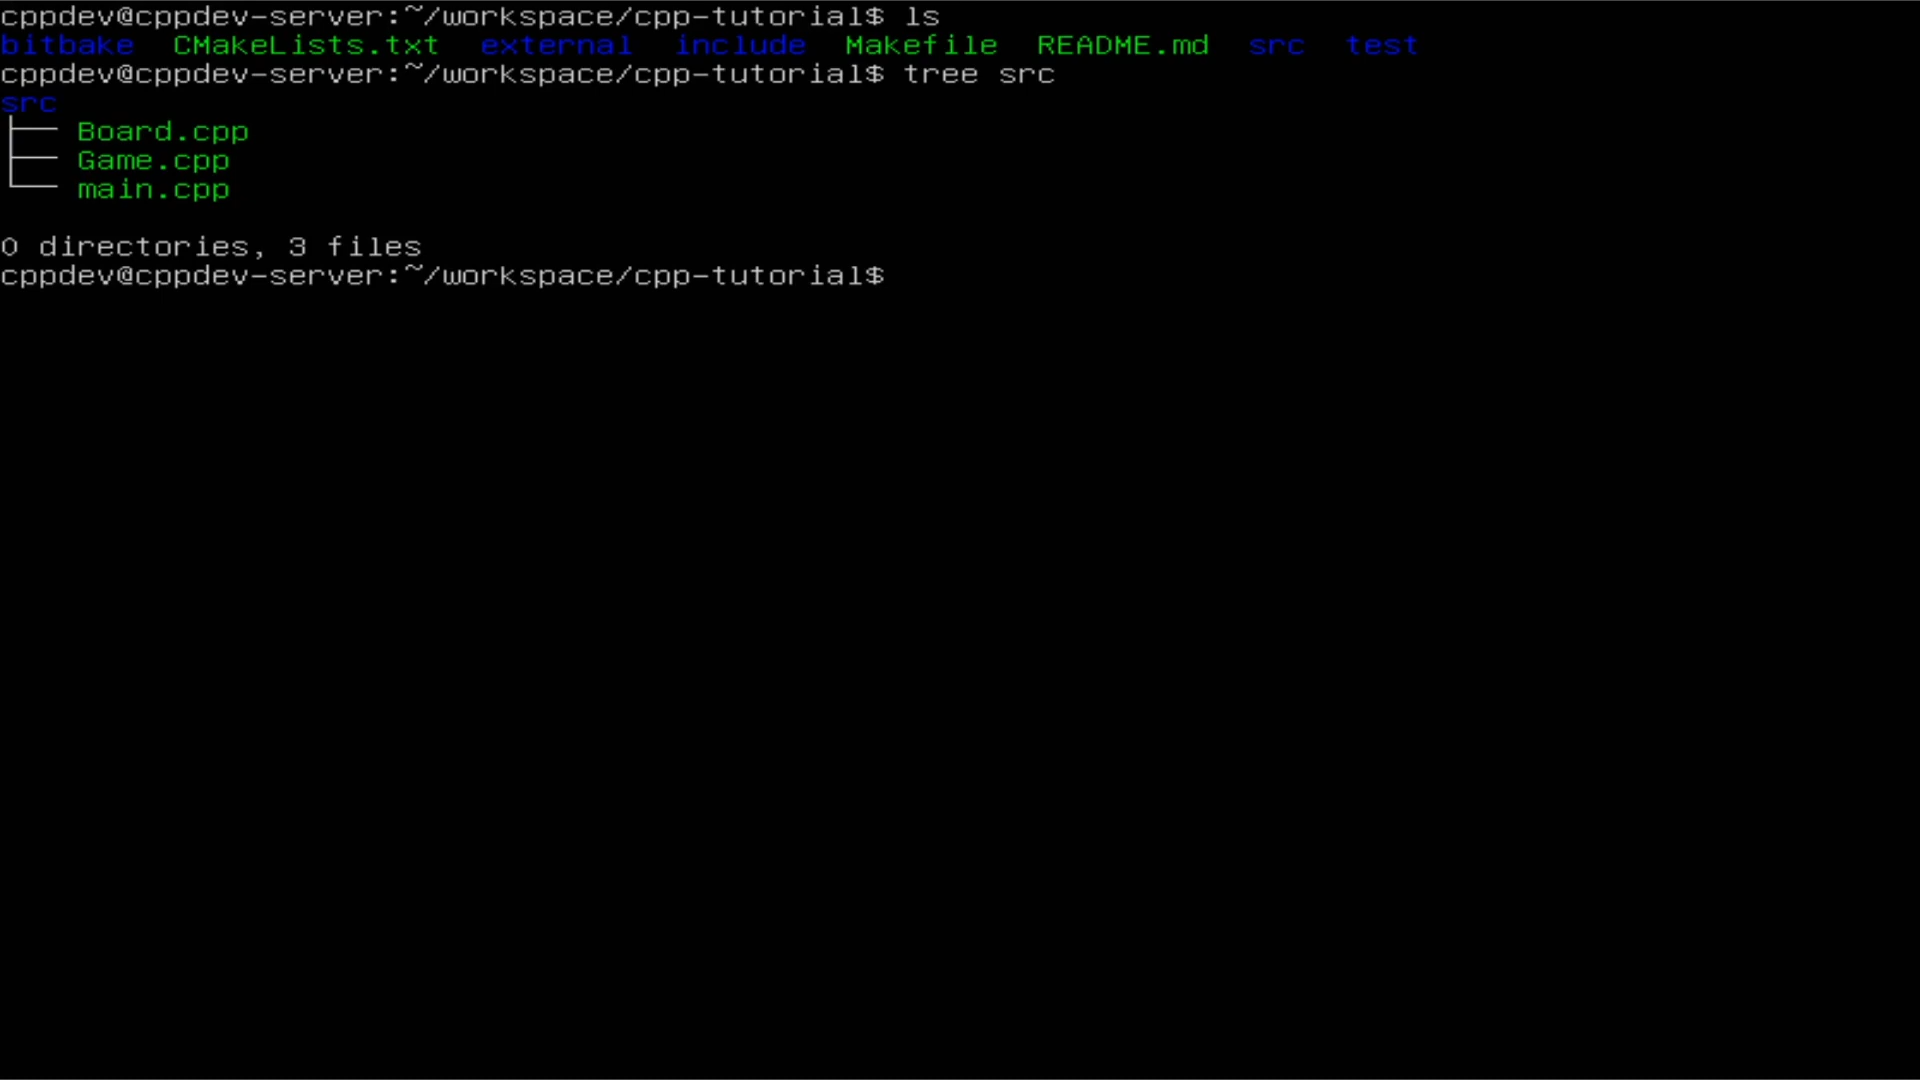 cppdev@cppdev-server:~/workspace/cpp-tutorial$ ls
bitbake  CMakeLists.txt  external  include  Makefile  README.md  src  test
cppdev@cppdev-server:~/workspace/cpp-tutorial$ tree src
src
├── Board.cpp
├── Game.cpp
└── main.cpp
0 directories, 3 files
cppdev@cppdev-server:~/workspace/cpp-tutorial$